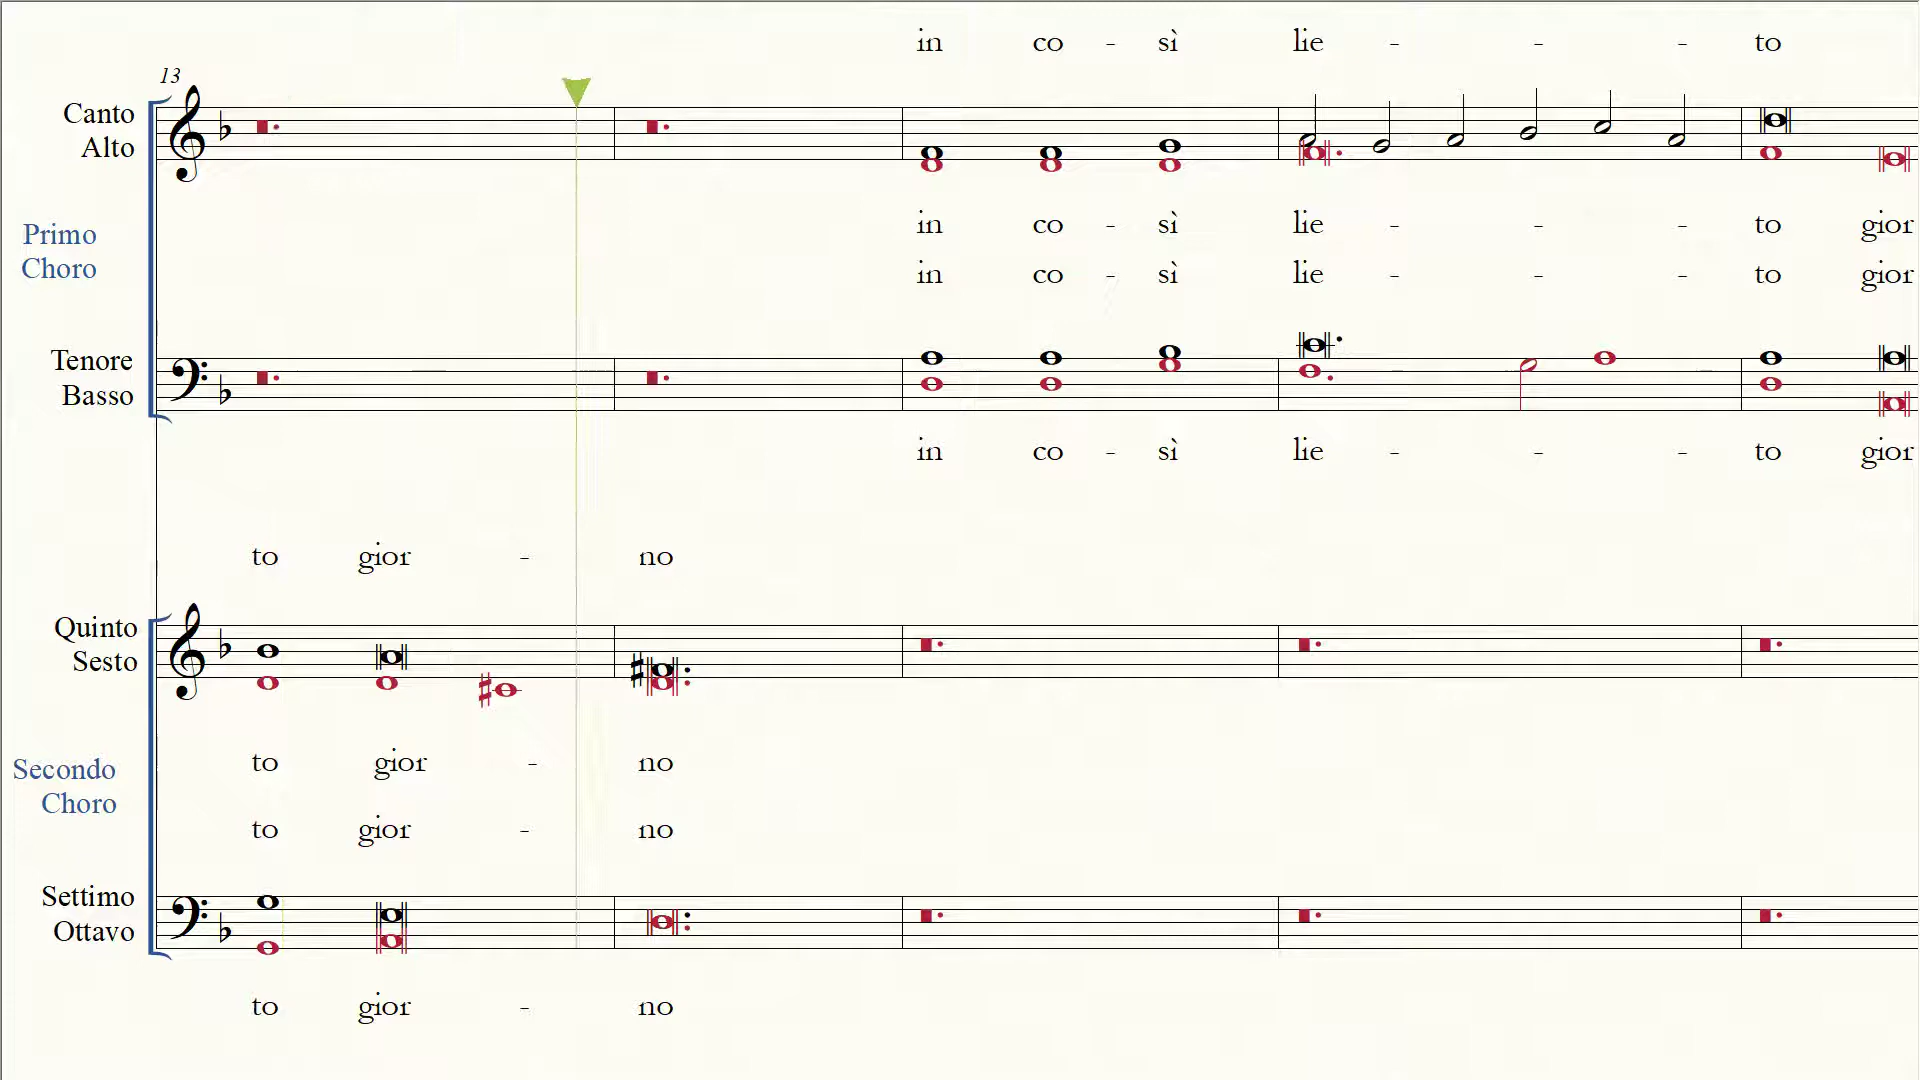 in co - sì lie - - - to
13
Canto
Alto
in co - sì lie - - - to gior
Primo
Choro
in co - sì lie - - - to gior
Tenore
Basso
in co - sì lie - - - to gior
to gior - no
Quinto
Sesto
to gior - no
Secondo
Choro
to gior - no
Settimo
Ottavo
to gior - no